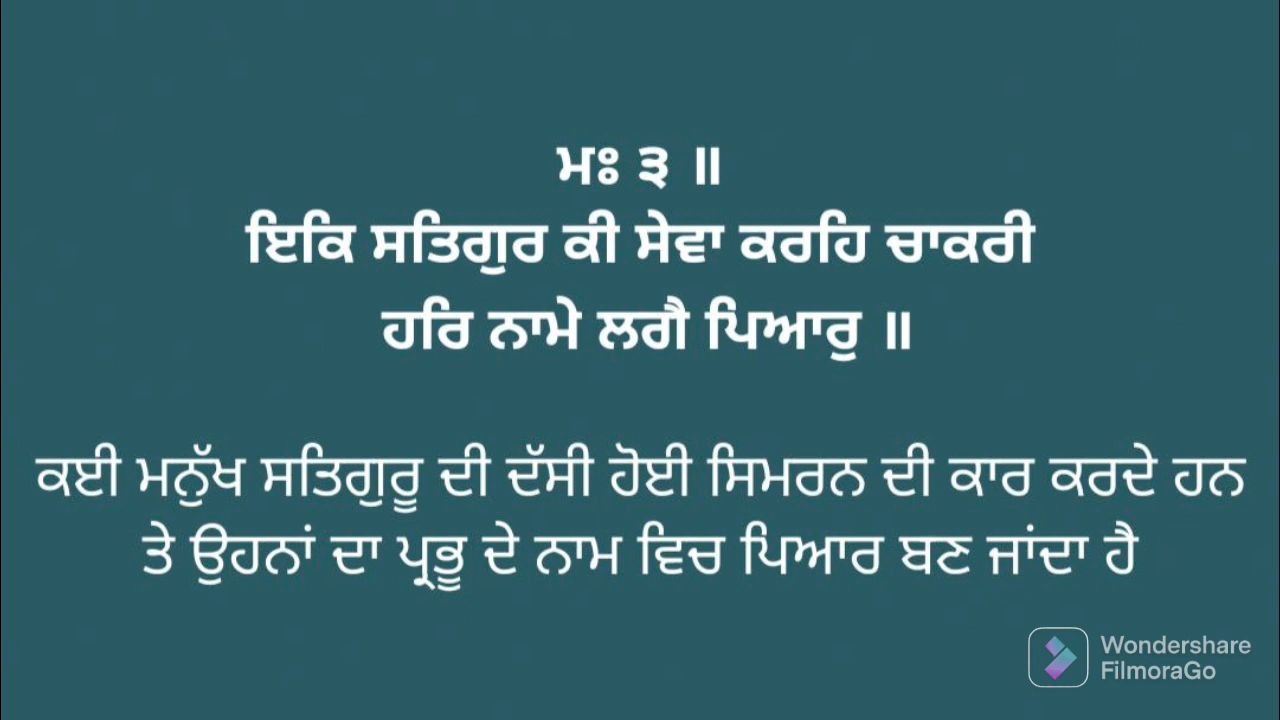 ਮਃ ੩ ॥
ਇਕਿ ਸਤਿਗੁਰ ਕੀ ਸੇਵਾ ਕਰਹਿ ਚਾਕਰੀ
ਹਰਿ ਨਾਮੇ ਲਗੈ ਪਿਆਰੁ ॥
ਕਈ ਮਨੁੱਖ ਸਤਿਗੁਰੂ ਦੀ ਦੱਸੀ ਹੋਈ ਸਿਮਰਨ ਦੀ ਕਾਰ ਕਰਦੇ ਹਨ
ਤੇ ਉਹਨਾਂ ਦਾ ਪ੍ਰਭੂ ਦੇ ਨਾਮ ਵਿਚ ਪਿਆਰ ਬਣ ਜਾਂਦਾ ਹੈ
Wondershare
FilmoraGo